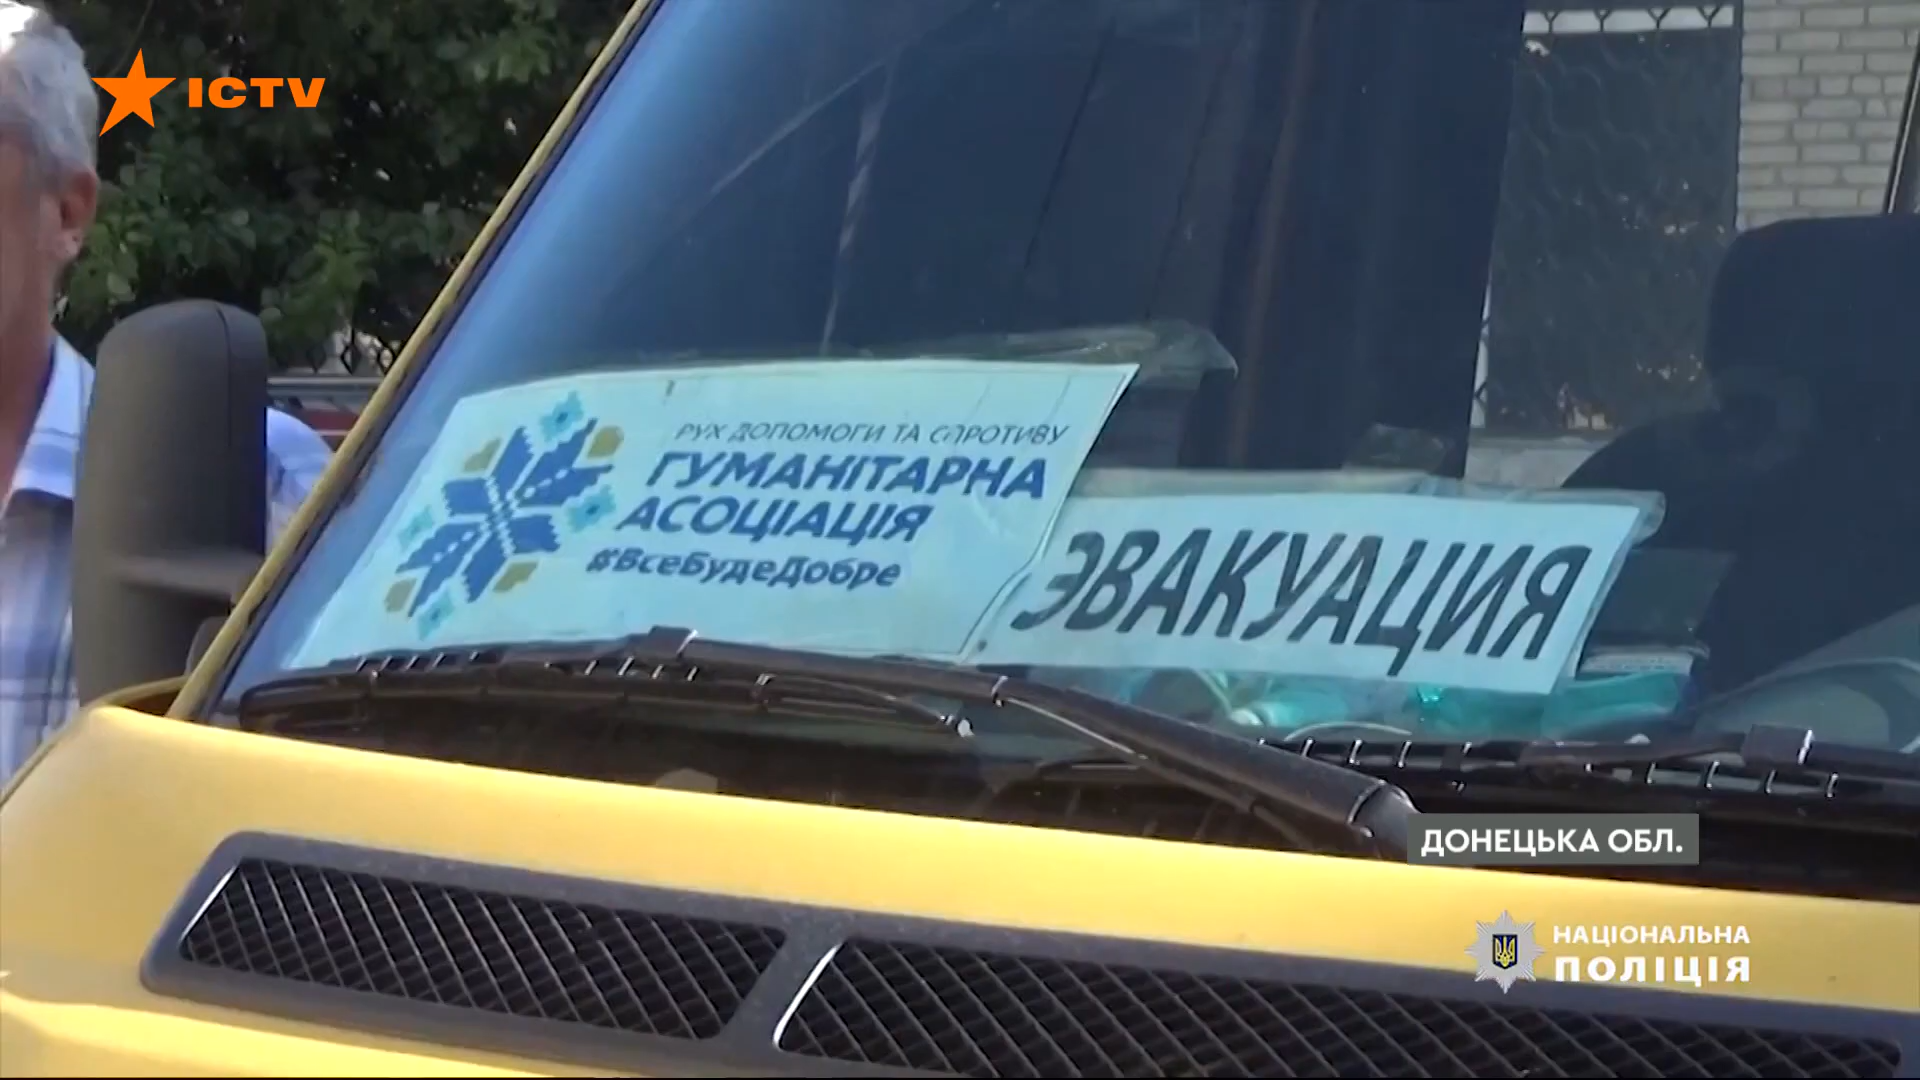 ICTV
РУХ ДОПОМОГИ ТА СПРОТИВУ
ГУМАНІТАРНА
АСОЦІАЦІЯ
#ВсеБудеДобре
ЭВАКУАЦИЯ
ДОНЕЦЬКА ОБЛ.
НАЦІОНАЛЬНА
ПОЛІЦІЯ